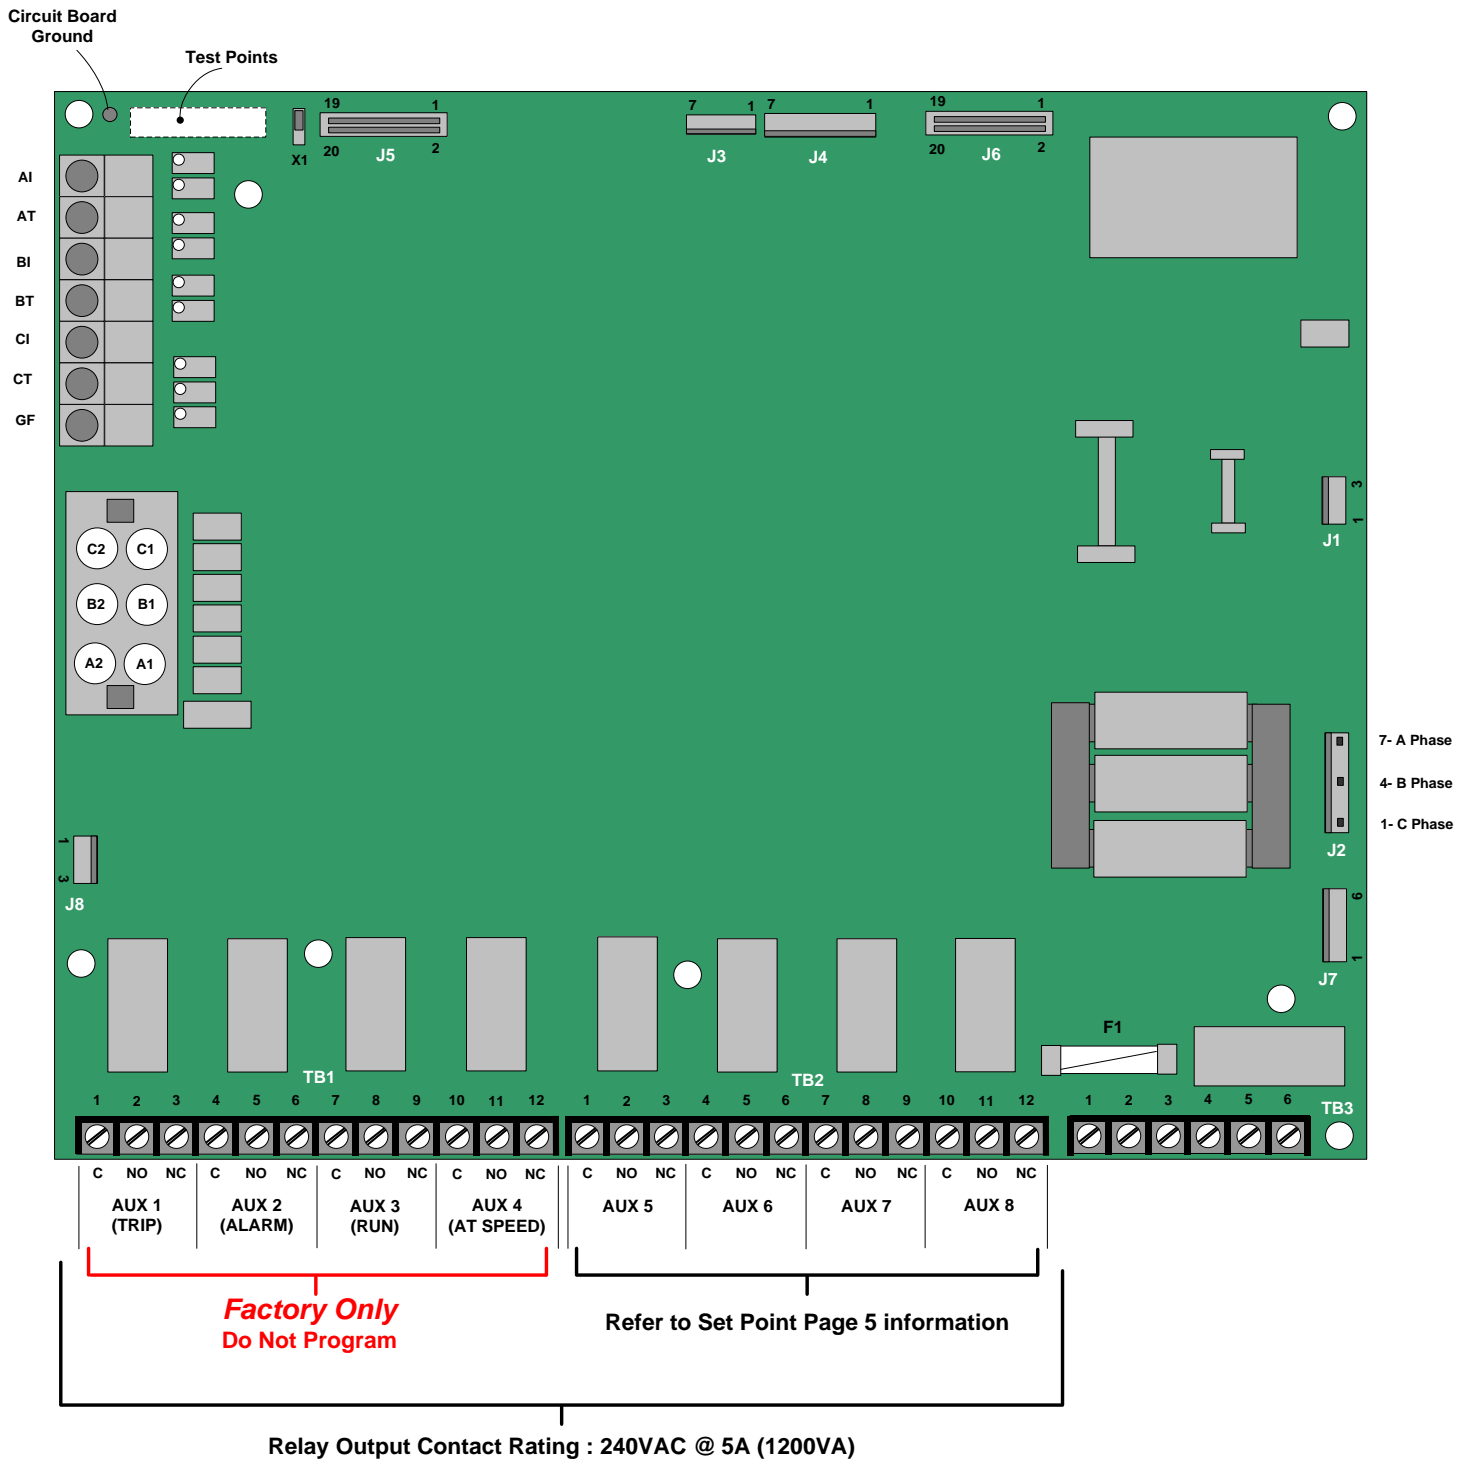 Circuit Board
Ground
Test Points
19 1
7 1 7 1
19 1
X1
20 J5 2
J3 J4
20 J6 2
AI
AT
BI
BT
CI
CT
GF
3
1
J1
C2 C1
B2 B1
A2 A1
7- A Phase
4- B Phase
1- C Phase
J2
1
3
J8
6
1
J7
F1
TB1
TB2
TB3
1 2 3 4 5 6 7 8 9 10 11 12
1 2 3 4 5 6 7 8 9 10 11 12
1 2 3 4 5 6
C NO NC C NO NC C NO NC C NO NC
C NO NC C NO NC C NO NC C NO NC
AUX 1
(TRIP)
AUX 2
(ALARM)
AUX 3
(RUN)
AUX 4
(AT SPEED)
AUX 5
AUX 6
AUX 7
AUX 8
Factory Only
Do Not Program
Refer to Set Point Page 5 information
Relay Output Contact Rating : 240VAC @ 5A (1200VA)